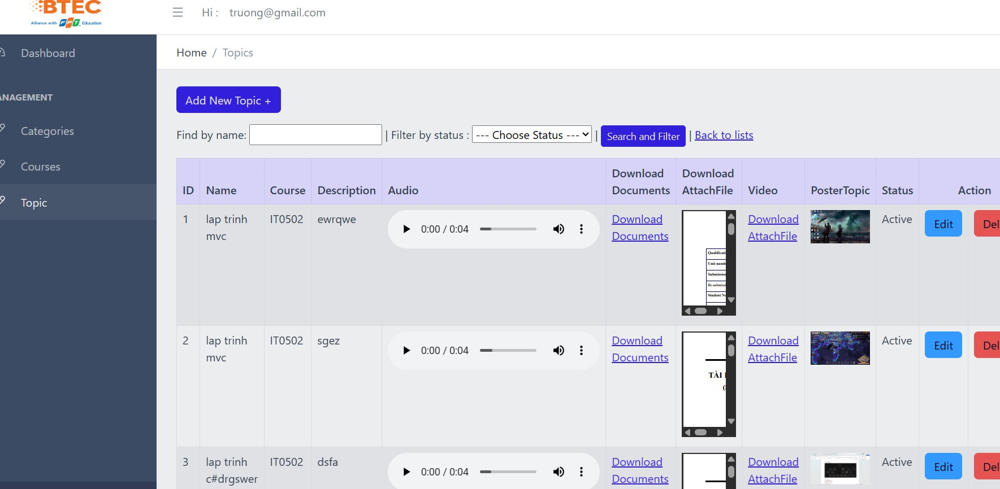 BTEC
Alliance with FPT Education
Hi : truong@gmail.com
Dashboard
Home / Topics
ANAGEMENT
Add New Topic +
Categories
Find by name: | Filter by status : --- Choose Status --- | Search and Filter | Back to lists
Courses
Topic
ID Name Course Description Audio Download Documents Download AttachFile Video PosterTopic Status Action
1 lap trinh IT0502 ewrqwe 0:00 / 0:04 Download Download Active Edit Del
mvc Documents AttachFile
Unit numb
Student Na
2 lap trinh IT0502 sgez 0:00 / 0:04 Download Download Active Edit Del
mvc Documents AttachFile
TÀI
3 lap trinh IT0502 dsfa 0:00 / 0:04 Download Download Active Edit Del
c#drgswer Documents AttachFile